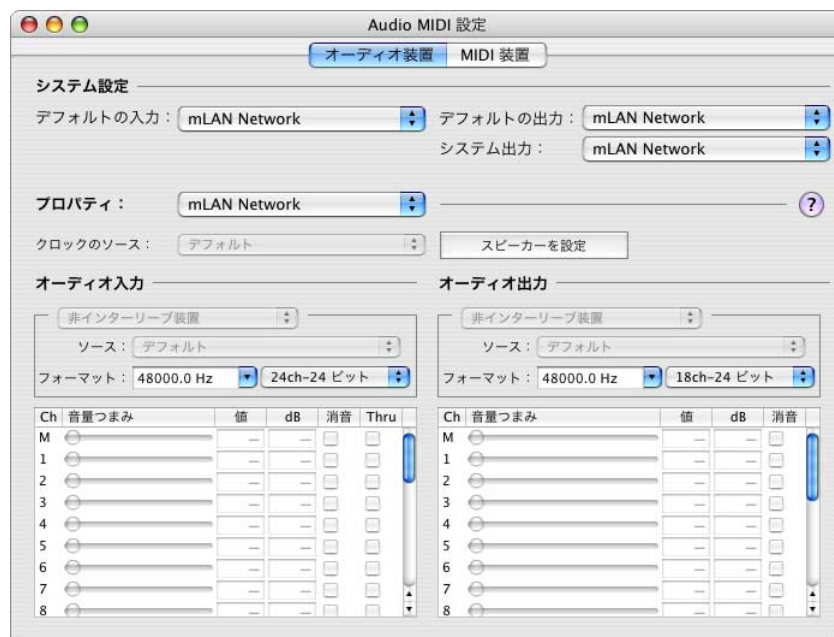 Audio MIDI 設定
オーディオ装置 MIDI 装置
システム設定
デフォルトの入力： mLAN Network
デフォルトの出力： mLAN Network
システム出力： mLAN Network
プロパティ： mLAN Network ?
クロックのソース： デフォルト スピーカーを設定
オーディオ入力
非インターリーブ装置
ソース： デフォルト
フォーマット： 48000.0 Hz 24ch-24 ビット
Ch 音量つまみ 値 dB 消音 Thru
M — —
1 — —
2 — —
3 — —
4 — —
5 — —
6 — —
7 — —
8 — —
オーディオ出力
非インターリーブ装置
ソース： デフォルト
フォーマット： 48000.0 Hz 18ch-24 ビット
Ch 音量つまみ 値 dB 消音
M — —
1 — —
2 — —
3 — —
4 — —
5 — —
6 — —
7 — —
8 — —